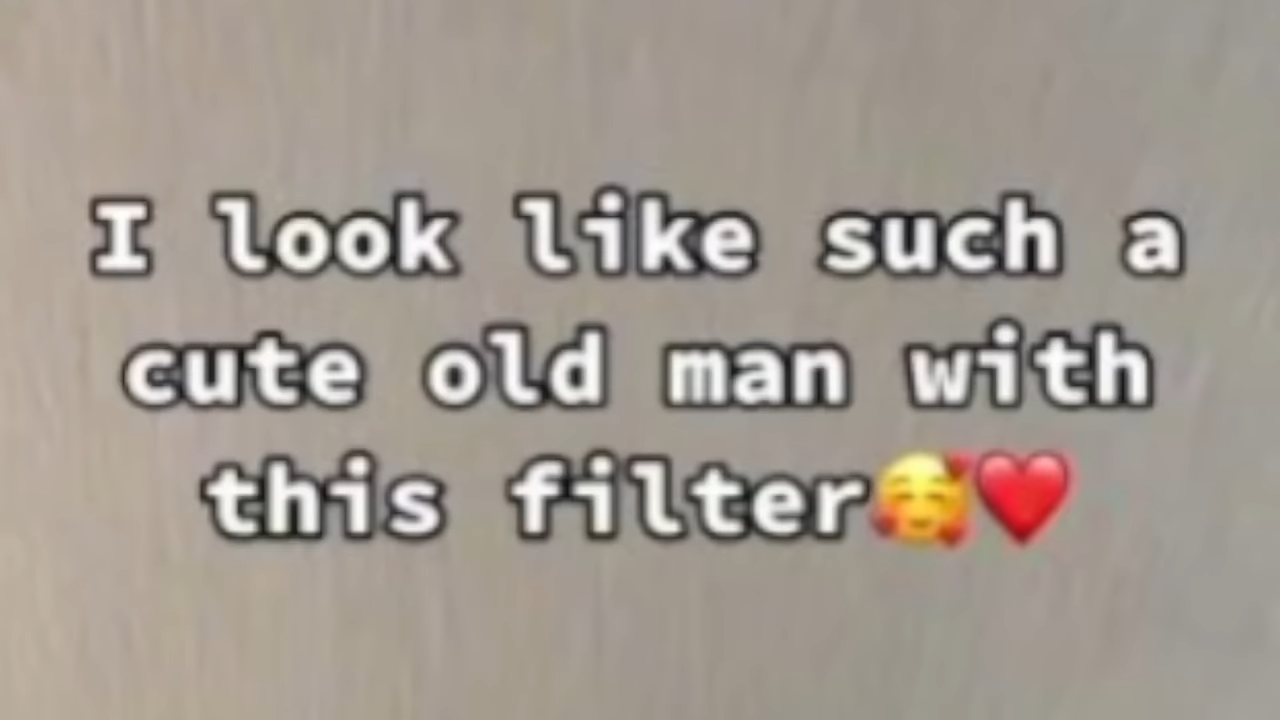 I look like such a
cute old man with
this filter🥰❤️